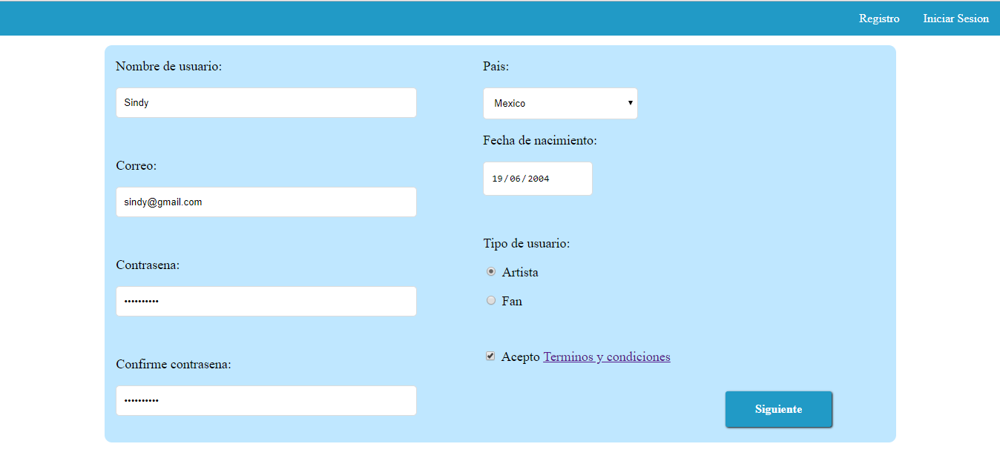 Registro Iniciar Sesion
Nombre de usuario:
Sindy
Correo:
sindy@gmail.com
Contrasena:
••••••••••
Confirme contrasena:
••••••••••
Pais:
Mexico
Fecha de nacimiento:
19/06/2004
Tipo de usuario:
Artista
Fan
Acepto Terminos y condiciones
Siguiente